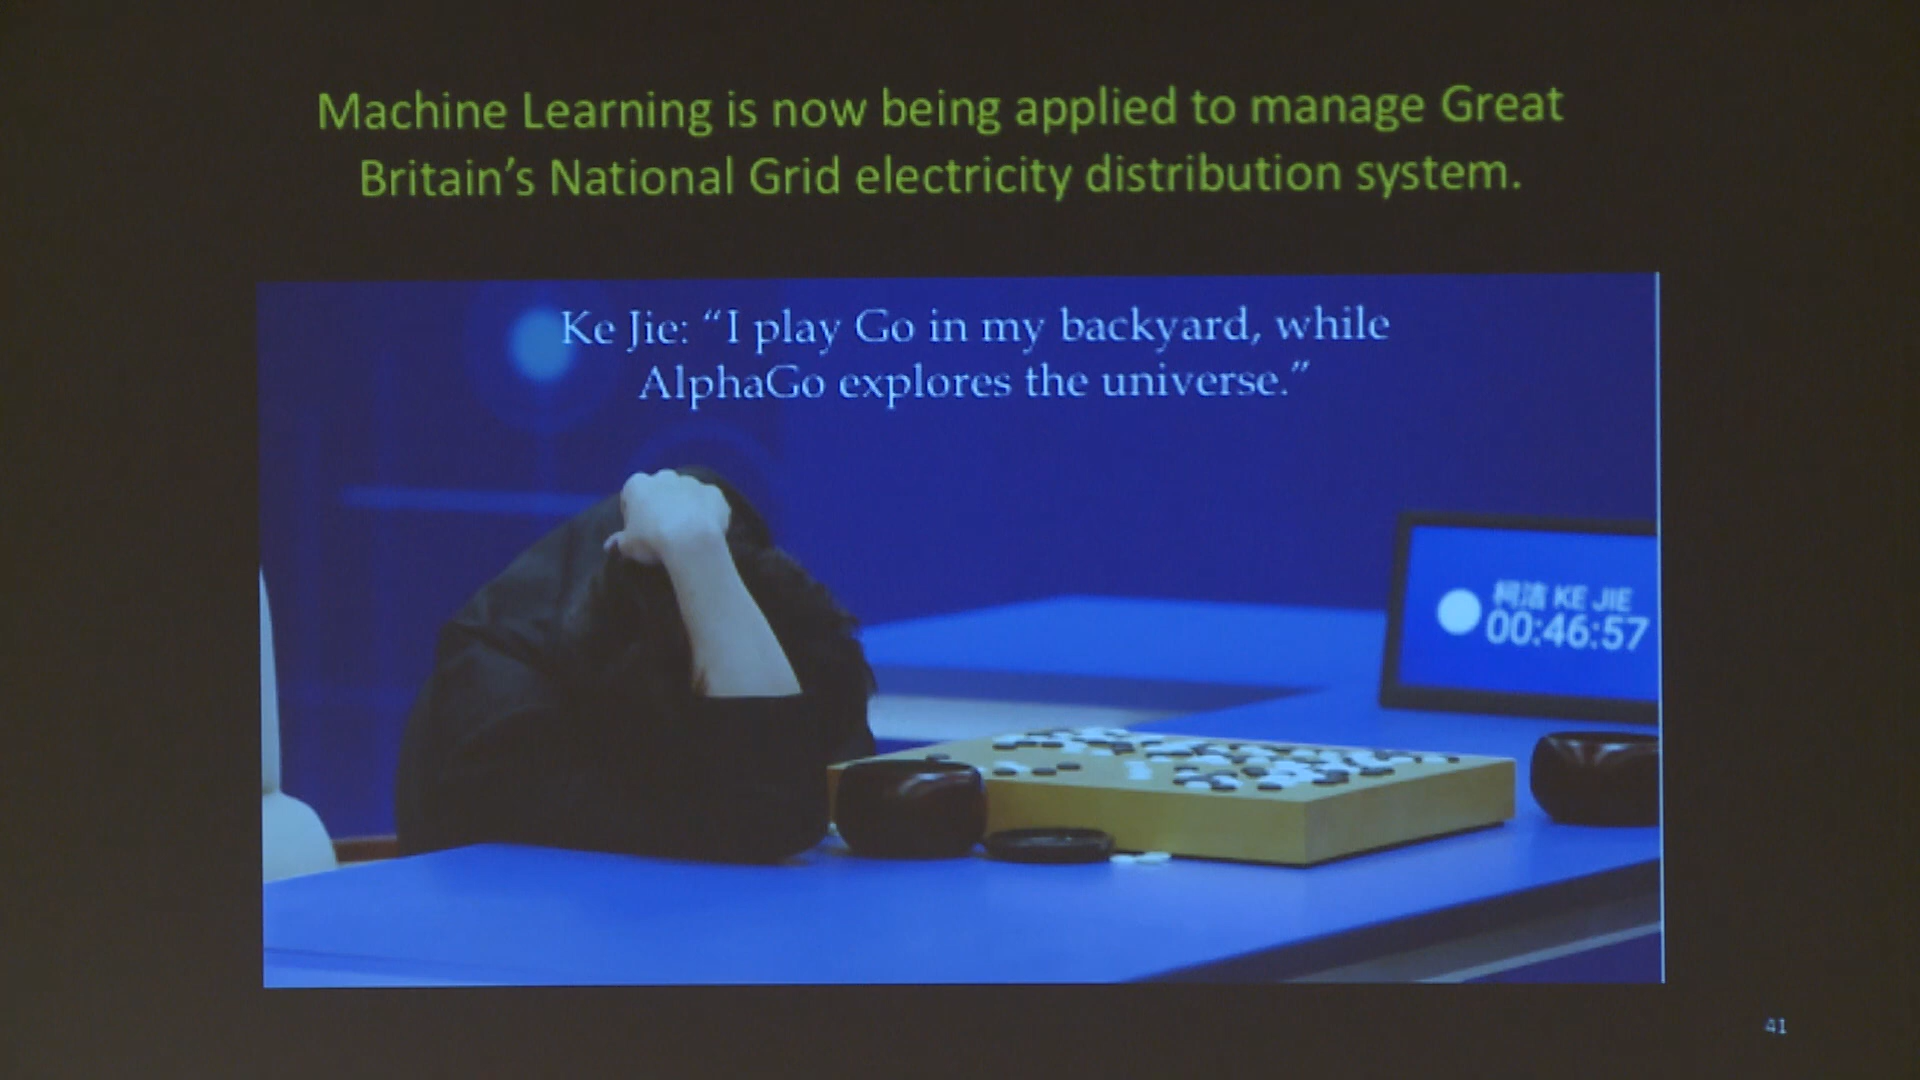 Machine Learning is now being applied to manage Great
Britain’s National Grid electricity distribution system.
Ke Jie: “I play Go in my backyard, while
AlphaGo explores the universe.”
柯洁 KE JIE
00:46:57
41